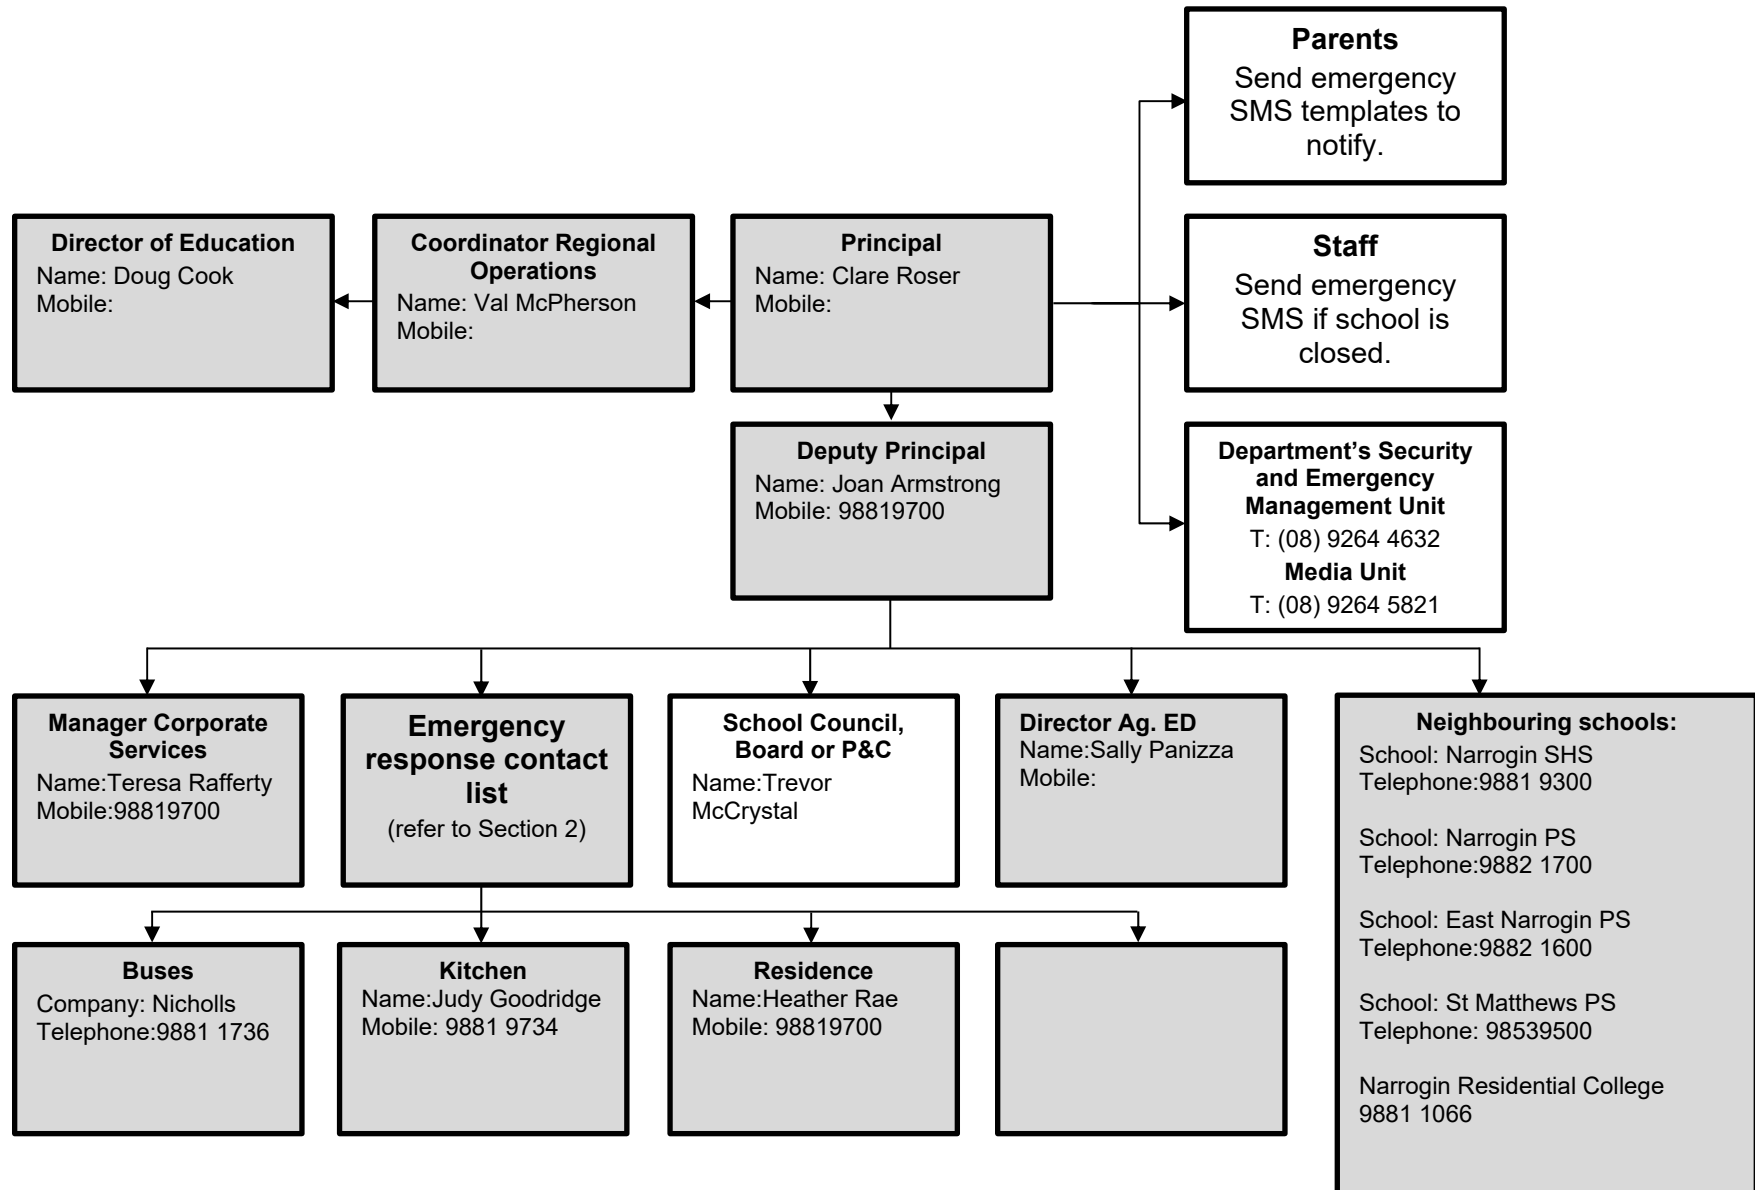 Parents
Send emergency
SMS templates to
notify.
Director of Education
Name: Doug Cook
Mobile:
Coordinator Regional
Operations
Name: Val McPherson
Mobile:
Principal
Name: Clare Roser
Mobile:
Staff
Send emergency
SMS if school is
closed.
Deputy Principal
Name: Joan Armstrong
Mobile: 98819700
Department’s Security
and Emergency
Management Unit
T: (08) 9264 4632
Media Unit
T: (08) 9264 5821
Manager Corporate
Services
Name:Teresa Rafferty
Mobile:98819700
Emergency
response contact
list
(refer to Section 2)
School Council,
Board or P&C
Name:Trevor
McCrystal
Director Ag. ED
Name:Sally Panizza
Mobile:
Neighbouring schools:
School: Narrogin SHS
Telephone:9881 9300
School: Narrogin PS
Telephone:9882 1700
School: East Narrogin PS
Telephone:9882 1600
School: St Matthews PS
Telephone: 98539500
Narrogin Residential College
9881 1066
Buses
Company: Nicholls
Telephone:9881 1736
Kitchen
Name:Judy Goodridge
Mobile: 9881 9734
Residence
Name:Heather Rae
Mobile: 98819700